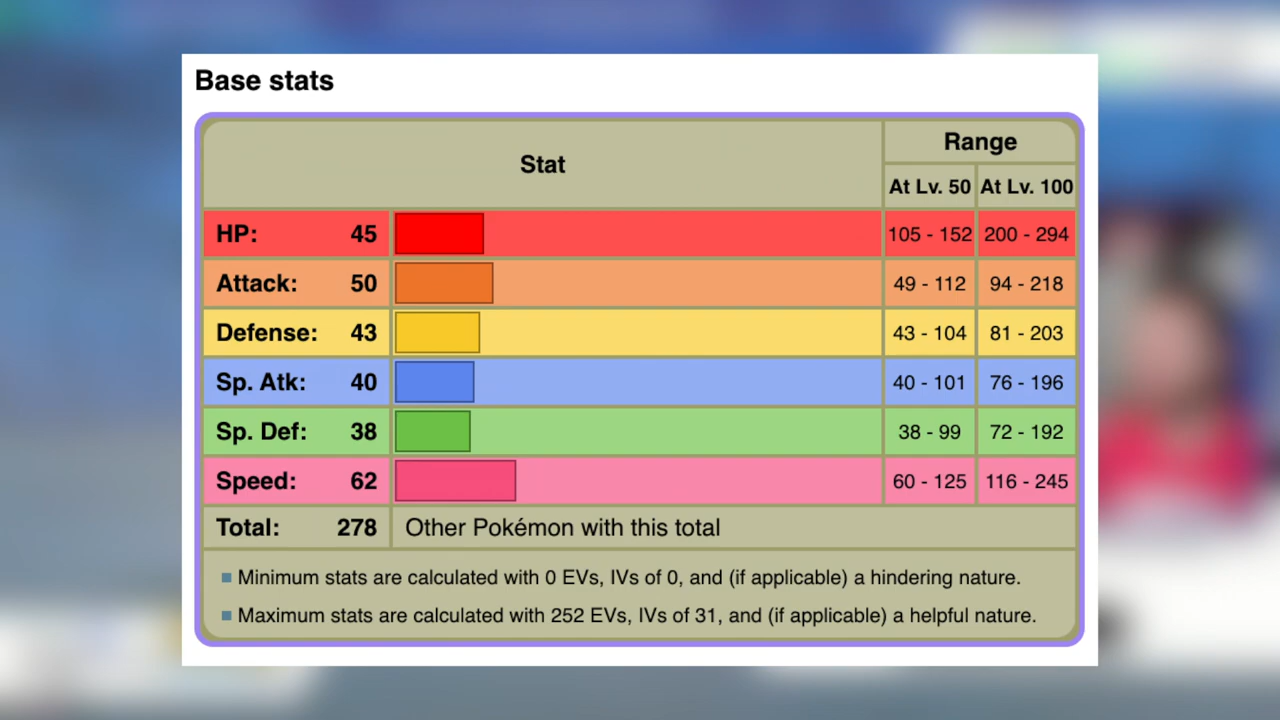 Base stats
Stat
Range
At Lv. 50 At Lv. 100
HP: 45 105 - 152 200 - 294
Attack: 50 49 - 112 94 - 218
Defense: 43 43 - 104 81 - 203
Sp. Atk: 40 40 - 101 76 - 196
Sp. Def: 38 38 - 99 72 - 192
Speed: 62 60 - 125 116 - 245
Total: 278 Other Pokémon with this total
Minimum stats are calculated with 0 EVs, IVs of 0, and (if applicable) a hindering nature.
Maximum stats are calculated with 252 EVs, IVs of 31, and (if applicable) a helpful nature.